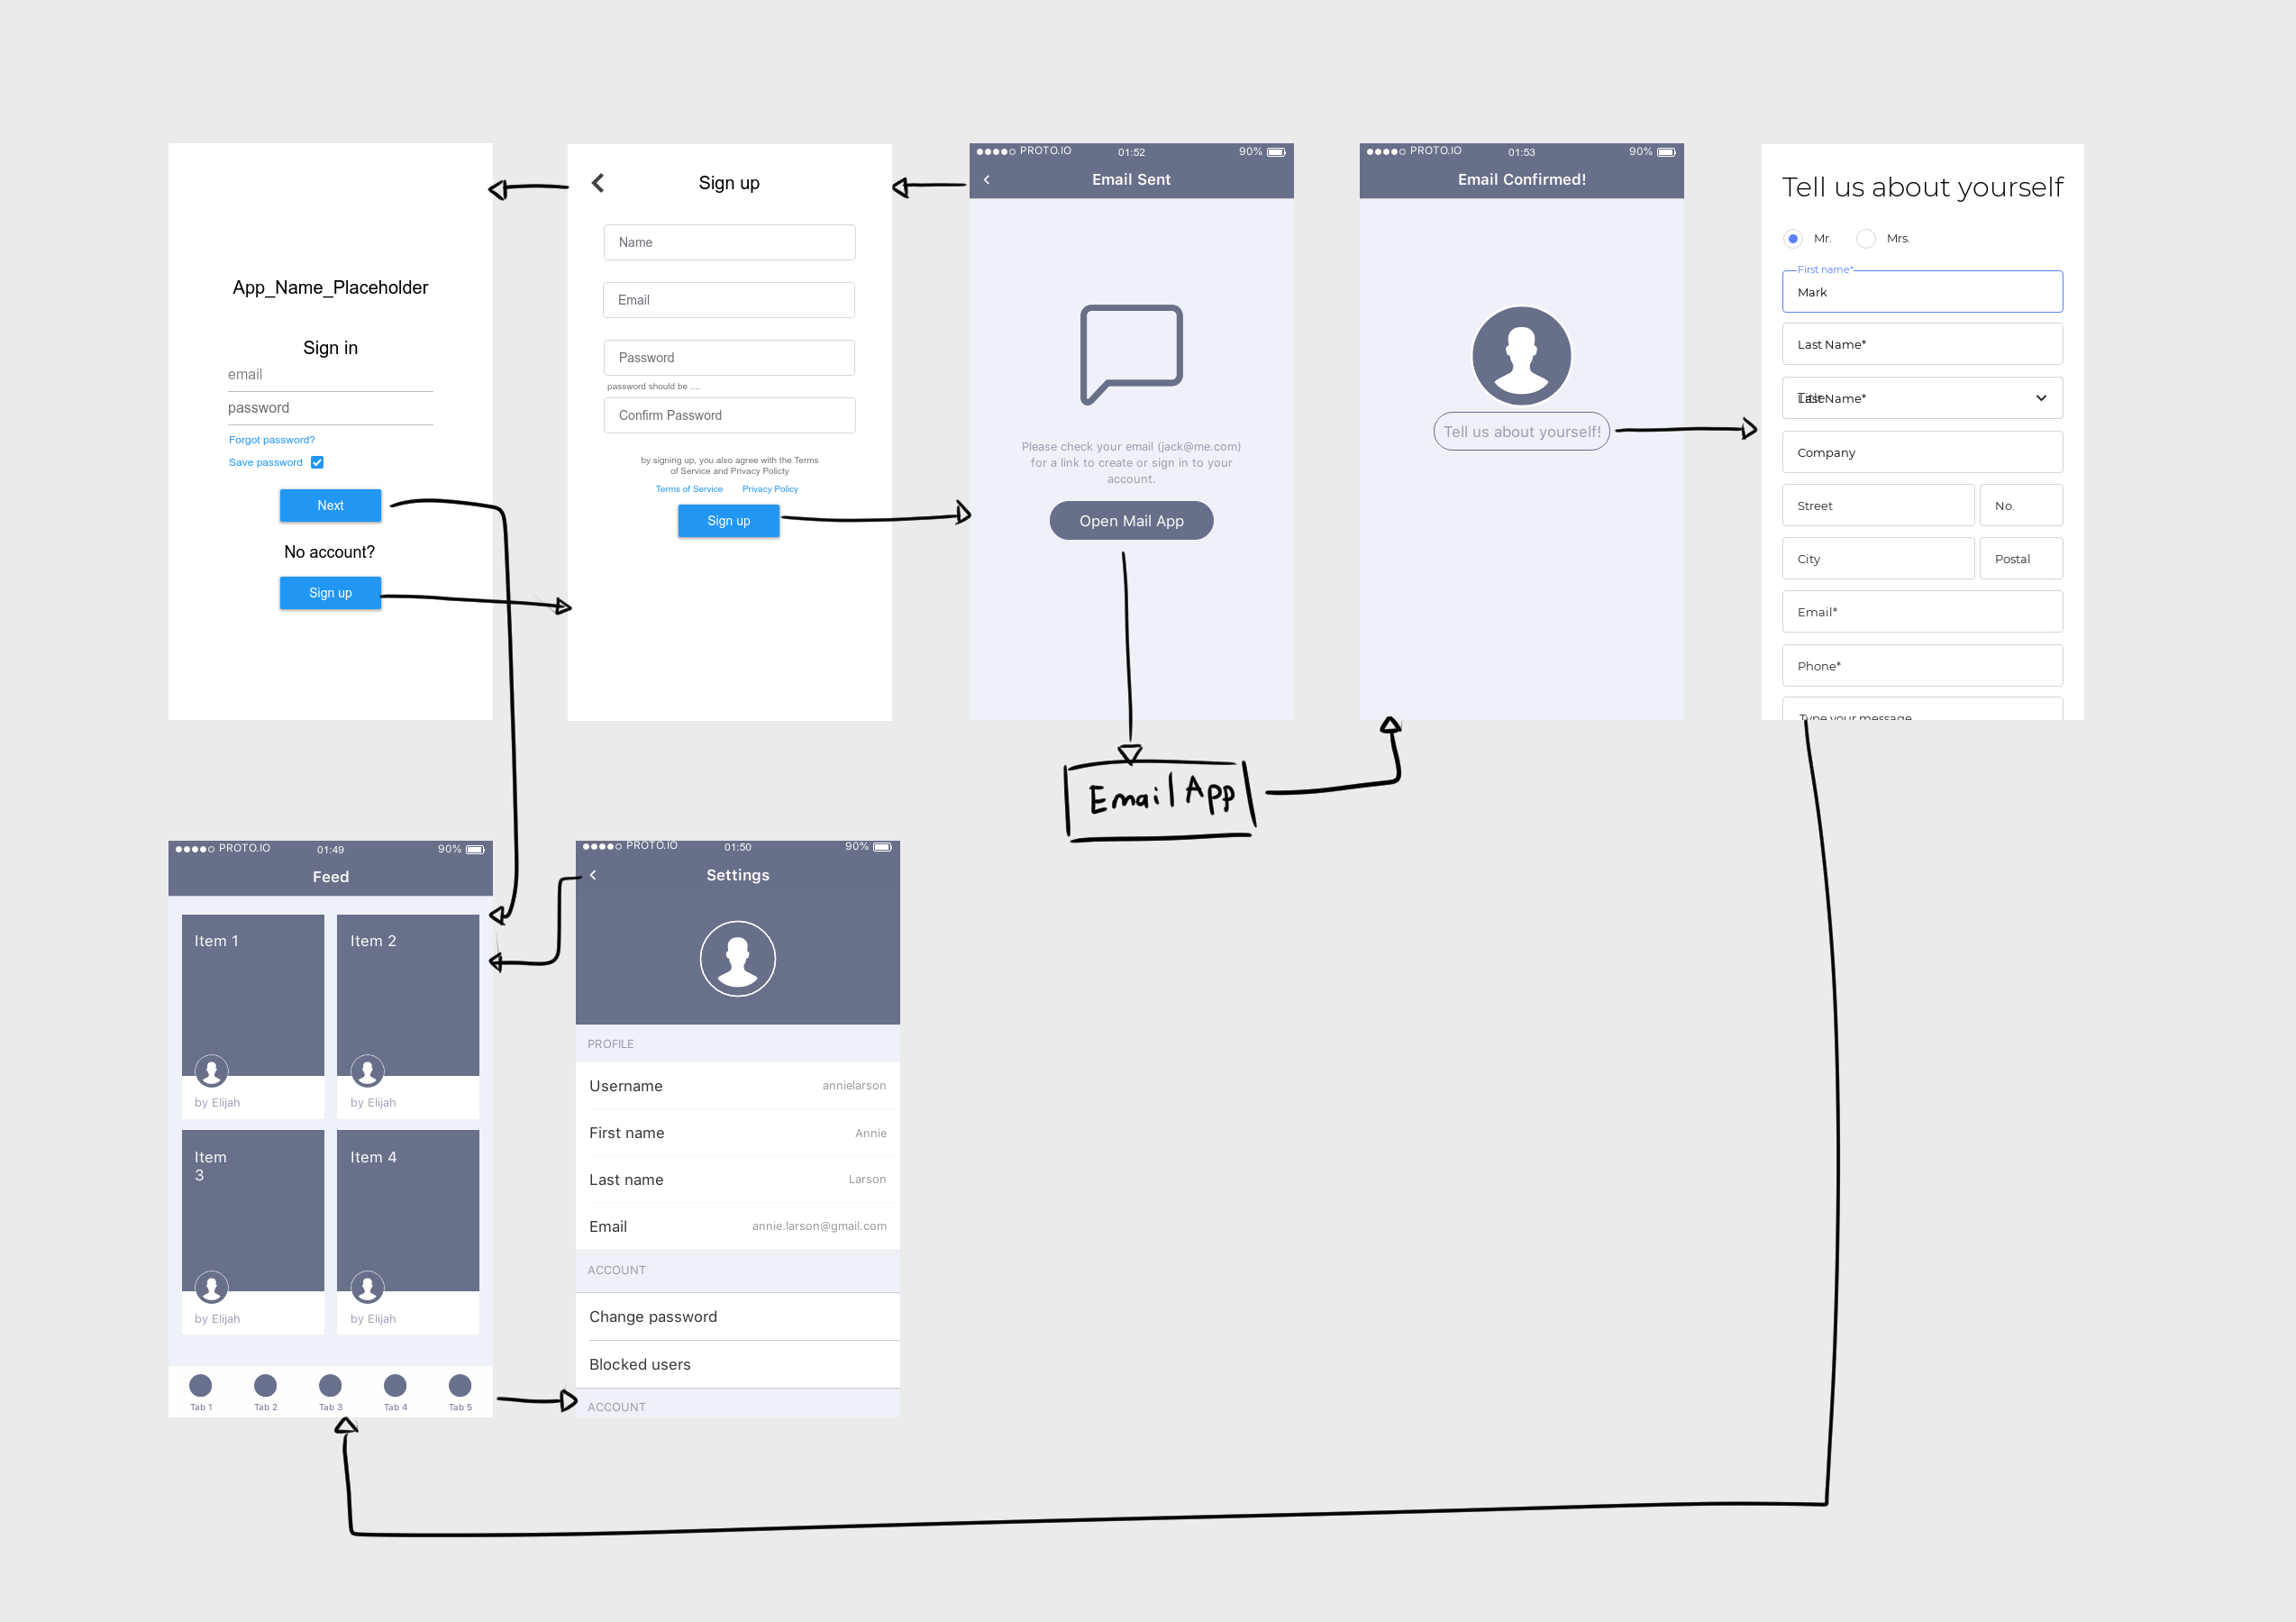 App_Name_Placeholder
Sign in
email
password
Forgot password?
Save password
Next
No account?
Sign up
Sign up
Name
Email
Password
password should be ....
Confirm Password
by signing up, you also agree with the Terms
of Service and Privacy Policty
Terms of Service Privacy Policy
Sign up
PROTO.IO 01:52 90%
Email Sent
Please check your email (jack@me.com)
for a link to create or sign in to your
account.
Open Mail App
Email App
PROTO.IO 01:53 90%
Email Confirmed!
Tell us about yourself!
Tell us about yourself
Mr. Mrs.
First name*
Mark
Last Name*
Title
Last Name*
Company
Street No.
City Postal
Email*
Phone*
Type your message
PROTO.IO 01:49 90%
Feed
Item 1 Item 2
by Elijah by Elijah
Item
3
Item 4
by Elijah by Elijah
Tab 1 Tab 2 Tab 3 Tab 4 Tab 5
PROTO.IO 01:50 90%
Settings
PROFILE
Username annielarson
First name Annie
Last name Larson
Email annie.larson@gmail.com
ACCOUNT
Change password
Blocked users
ACCOUNT